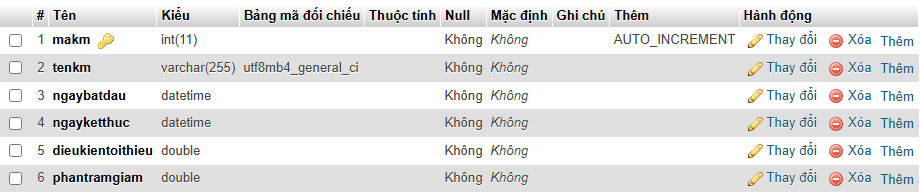 # Tên Kiểu Bảng mã đối chiếu Thuộc tính Null Mặc định Ghi chú Thêm Hành động
1 makm int(11) Không Không AUTO_INCREMENT Thay đổi Xóa Thêm
2 tenkm varchar(255) utf8mb4_general_ci Không Không Thay đổi Xóa Thêm
3 ngaybatdau datetime Không Không Thay đổi Xóa Thêm
4 ngayketthuc datetime Không Không Thay đổi Xóa Thêm
5 dieukientoithieu double Không Không Thay đổi Xóa Thêm
6 phantramgiam double Không Không Thay đổi Xóa Thêm